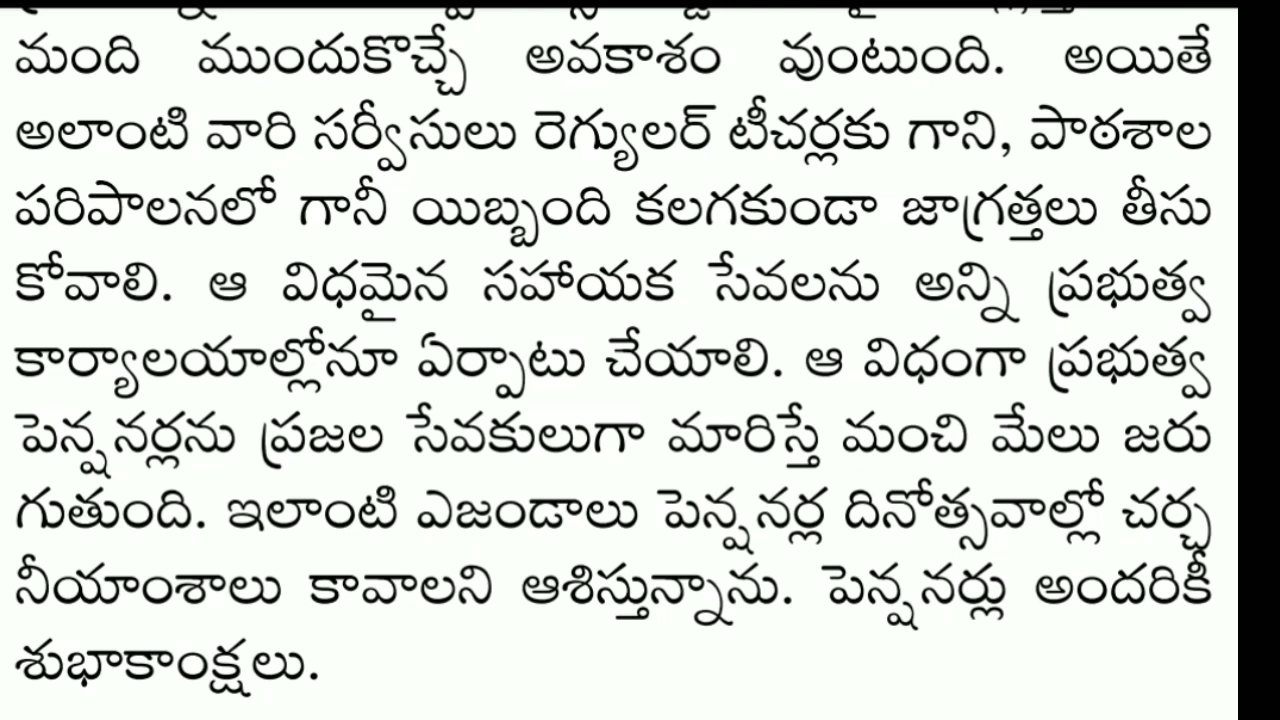 మంది ముందుకొచ్చే అవకాశం వుంటుంది. అయితే
అలాంటి వారి సర్వీసులు రెగ్యులర్ టీచర్లకు గాని, పాఠశాల
పరిపాలనలో గానీ యిబ్బంది కలగకుండా జాగ్రత్తలు తీసు
కోవాలి. ఆ విధమైన సహాయక సేవలను అన్ని ప్రభుత్వ
కార్యాలయాల్లోనూ ఏర్పాటు చేయాలి. ఆ విధంగా ప్రభుత్వ
పెన్షనర్లను ప్రజల సేవకులుగా మారిస్తే మంచి మేలు జరు
గుతుంది. ఇలాంటి ఎజండాలు పెన్షనర్ల దినోత్సవాల్లో చర్చ
నీయాంశాలు కావాలని ఆశిస్తున్నాను. పెన్షనర్లు అందరికీ
శుభాకాంక్షలు.